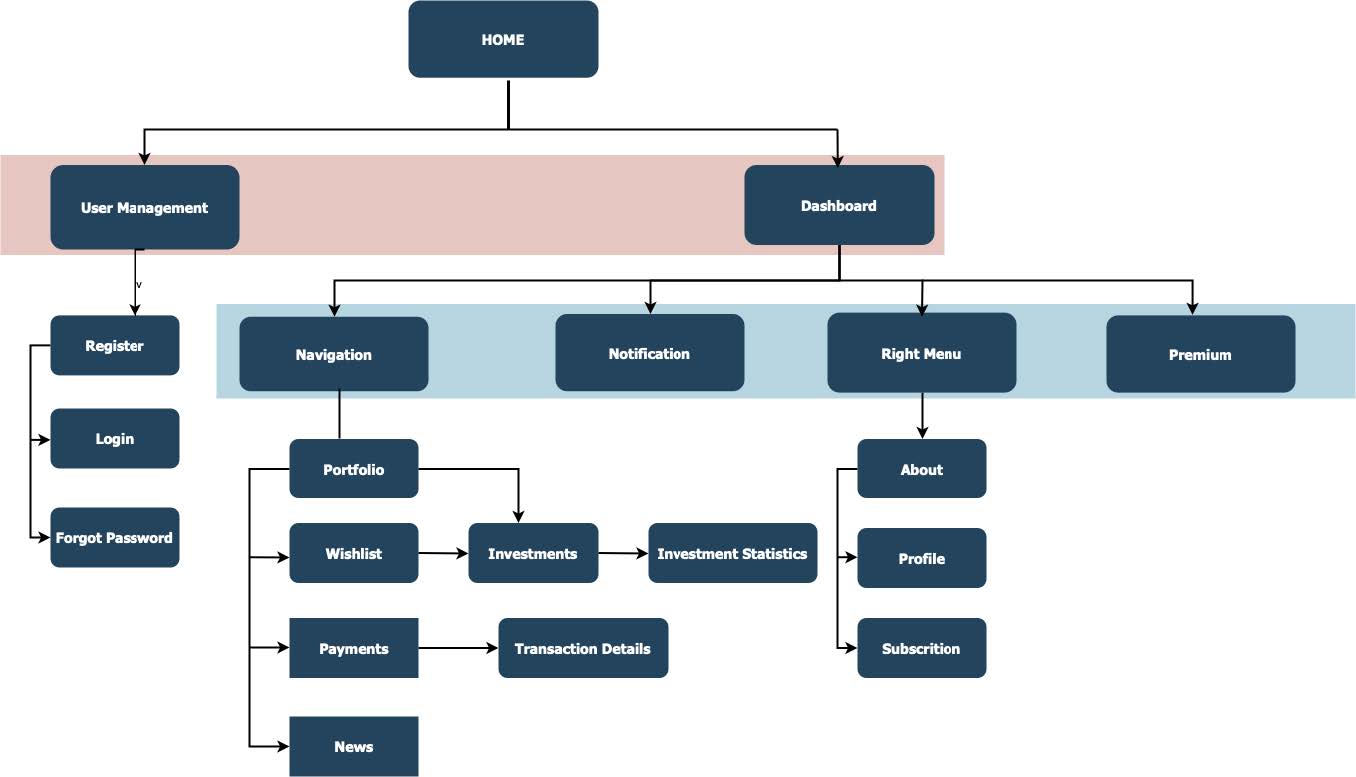 HOME
User Management
Dashboard
v
Navigation
Notification
Right Menu
Premium
Register
Login
Forgot Password
Portfolio
About
Wishlist
Investments
Investment Statistics
Profile
Payments
Transaction Details
Subscrition
News